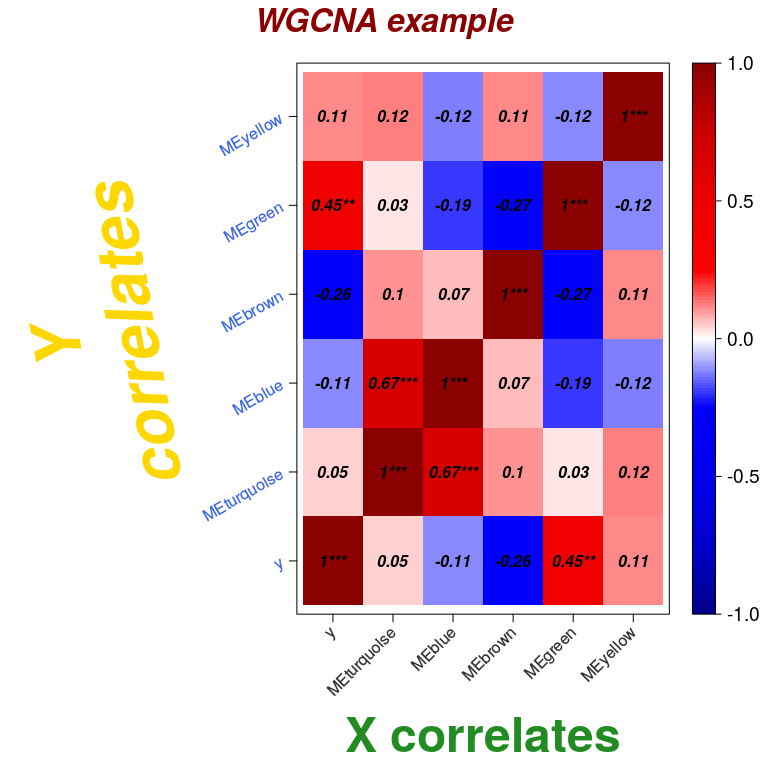 WGCNA example
Y
correlates
MEyellow 0.11 0.12 -0.12 0.11 -0.12 1***
MEgreen 0.45** 0.03 -0.19 -0.27 1*** -0.12
MEbrown -0.26 0.1 0.07 1*** -0.27 0.11
MEblue -0.11 0.67*** 1*** 0.07 -0.19 -0.12
MEturquoise 0.05 1*** 0.67*** 0.1 0.03 0.12
y 1*** 0.05 -0.11 -0.26 0.45** 0.11
y MEturquoise MEblue MEbrown MEgreen MEyellow
X correlates
1.0
0.5
0.0
-0.5
-1.0